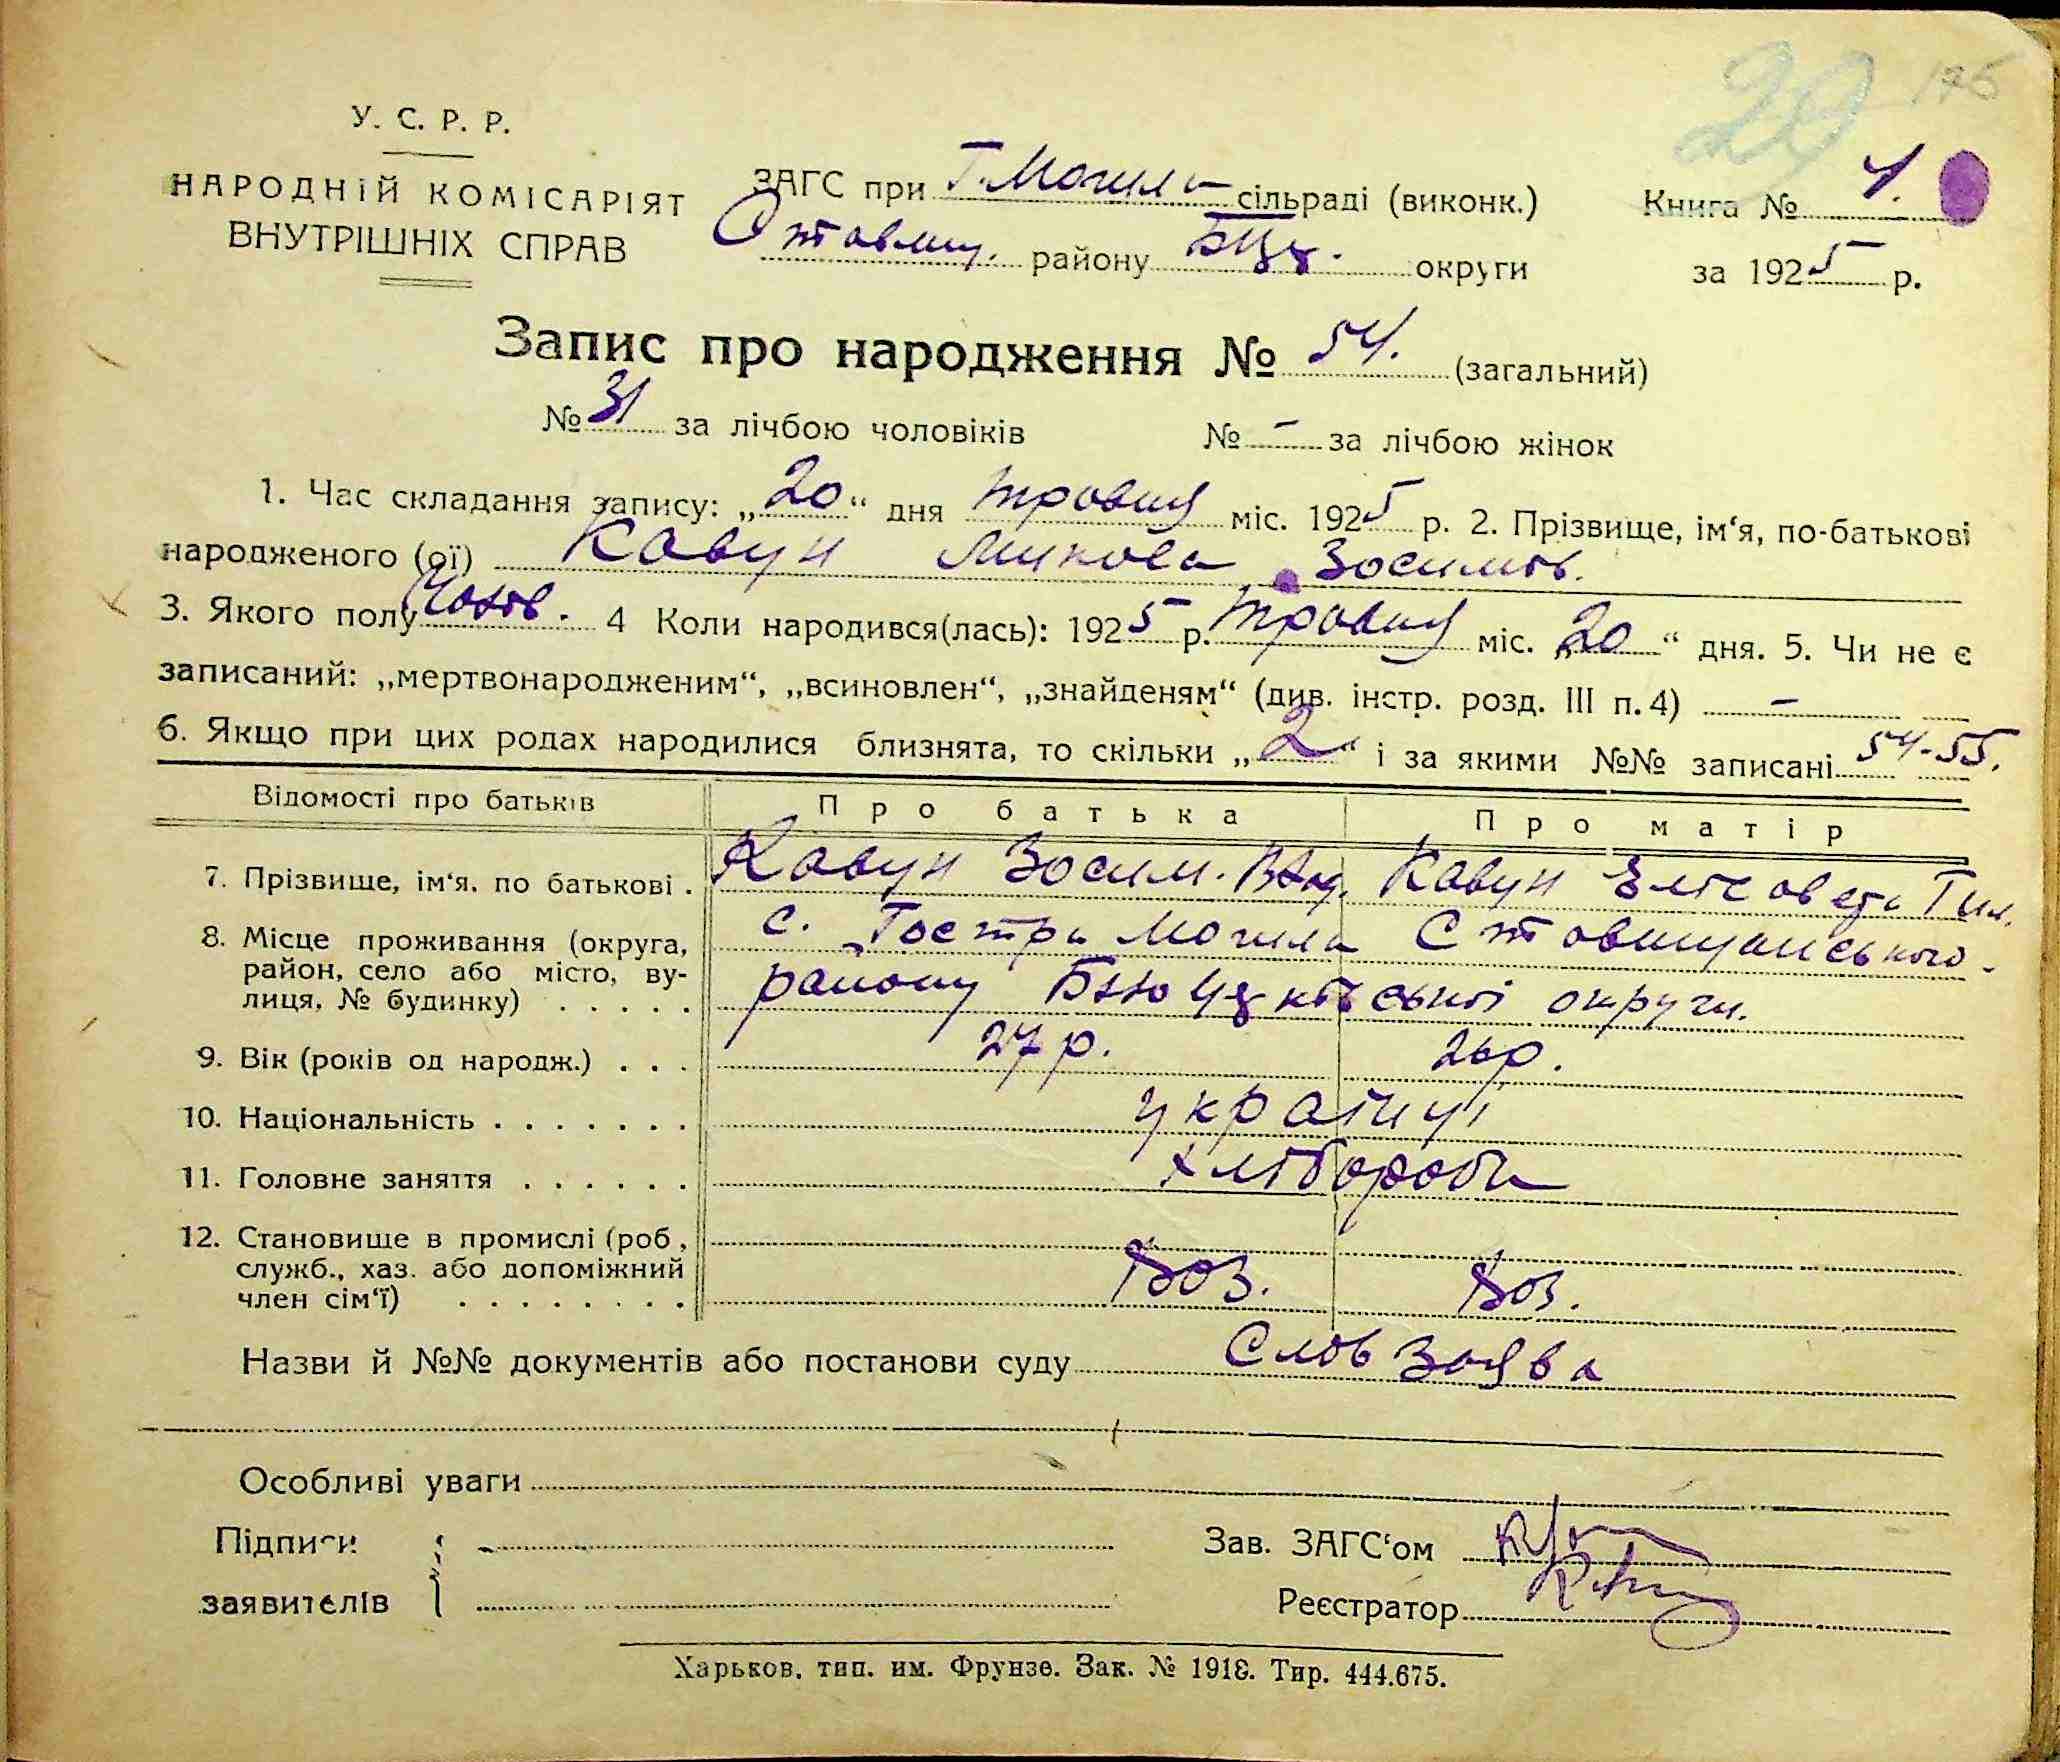 29 175
У. С. Р. Р.
НАРОДНІЙ КОМІСАРІЯТ
ВНУТРІШНІХ СПРАВ
ЗАГС при Г. Могила сільраді (виконк.)
Ставищ. району БЦ округи
Книга № 1.
за 1925 р.
Запис про народження № 54. (загальний)
№ 31 за лічбою чоловіків № – за лічбою жінок
1. Час складання запису: „20“ дня травня міс. 1925 р. 2. Прізвище, ім‘я, по-батькові
народженого (ої) Кавун Микола Зосимов.
3. Якого полу Чолов. 4 Коли народився(лась): 1925 р. травня міс. „20“ дня. 5. Чи не є
записаний: „мертвонародженим“, „всиновлен“, „знайденям“ (див. інстр. розд. III п. 4) –
6. Якщо при цих родах народилися близнята, то скільки „2“ і за якими №№ записані 54-55.
Відомості про батьків Про батька Про матір
7. Прізвище, ім‘я, по батькові . Кавун Зосим. Кавун Елісавета Тим.
8. Місце проживання (округа, район, село або місто, ву-лиця, № будинку) . . . . . с. Гостра Могила Ставищанського
району Білоцерківської округи.
9. Вік (років од народж.) . . . 27 р. 26 р.
10. Національність . . . . . . . українці
11. Головне заняття . . . . . . хлібороби
12. Становище в промислі (роб,
служб., хаз. або допоміжний
член сім‘ї) . . . . . . . .
Назви й №№ документів або постанови суду Слов заява
Особливі уваги
Підписи
заявителів
Зав. ЗАГС‘ом
Реєстратор
Харьков, тип. им. Фрунзе. Зак. № 1918. Тир. 444.675.